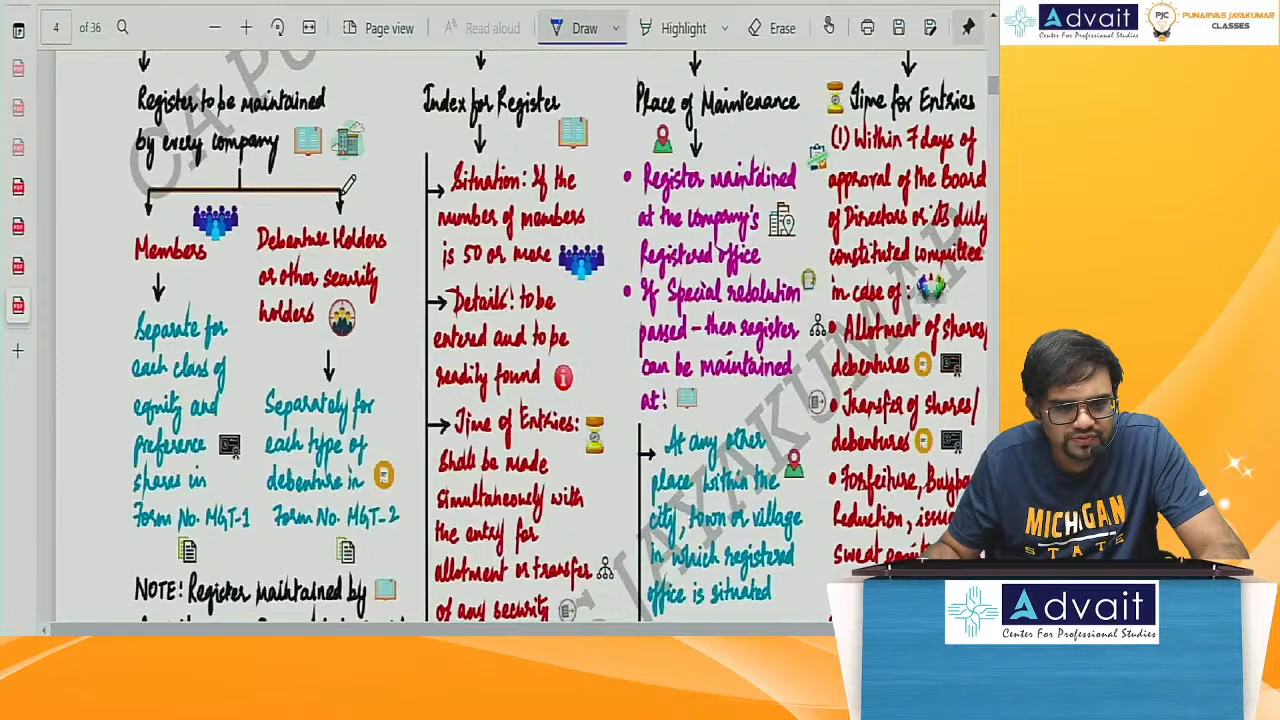 4 of 36
Page view
Read aloud
Draw
Highlight
Erase
Advait
Center For Professional Studies
PJC
PUNARVAS JAYAKUMAR
CLASSES
Register to be maintained
by every company
Members
Separate for
each class of
equity and
preference
shares in
Form No. MGT-1
Debenture Holders
or other security
holders
Separately for
each type of
debenture in
Form No. MGT-2
NOTE: Register maintained by
Index for Register
Situation: If the
number of members
is 50 or more
Details: to be
entered and to be
readily found
Time of Entries:
Shall be made
simultaneously with
the entry for
allotment or transfer
of any security
Place of Maintenance
• Register maintained
at the company's
Registered office
• If Special resolution
passed - then register
can be maintained
at:
At any other
place within the
city, town or village
in which registered
office is situated
Time for Entries
(1) Within 7 days of
approval of the Board
of Directors or its duly
constituted committee
in case of:
• Allotment of shares/
debentures
• Transfer of shares/
debentures
• Forfeiture,
Reduction,
sweat
MICHIGAN
STATE
Advait
Center For Professional Studies